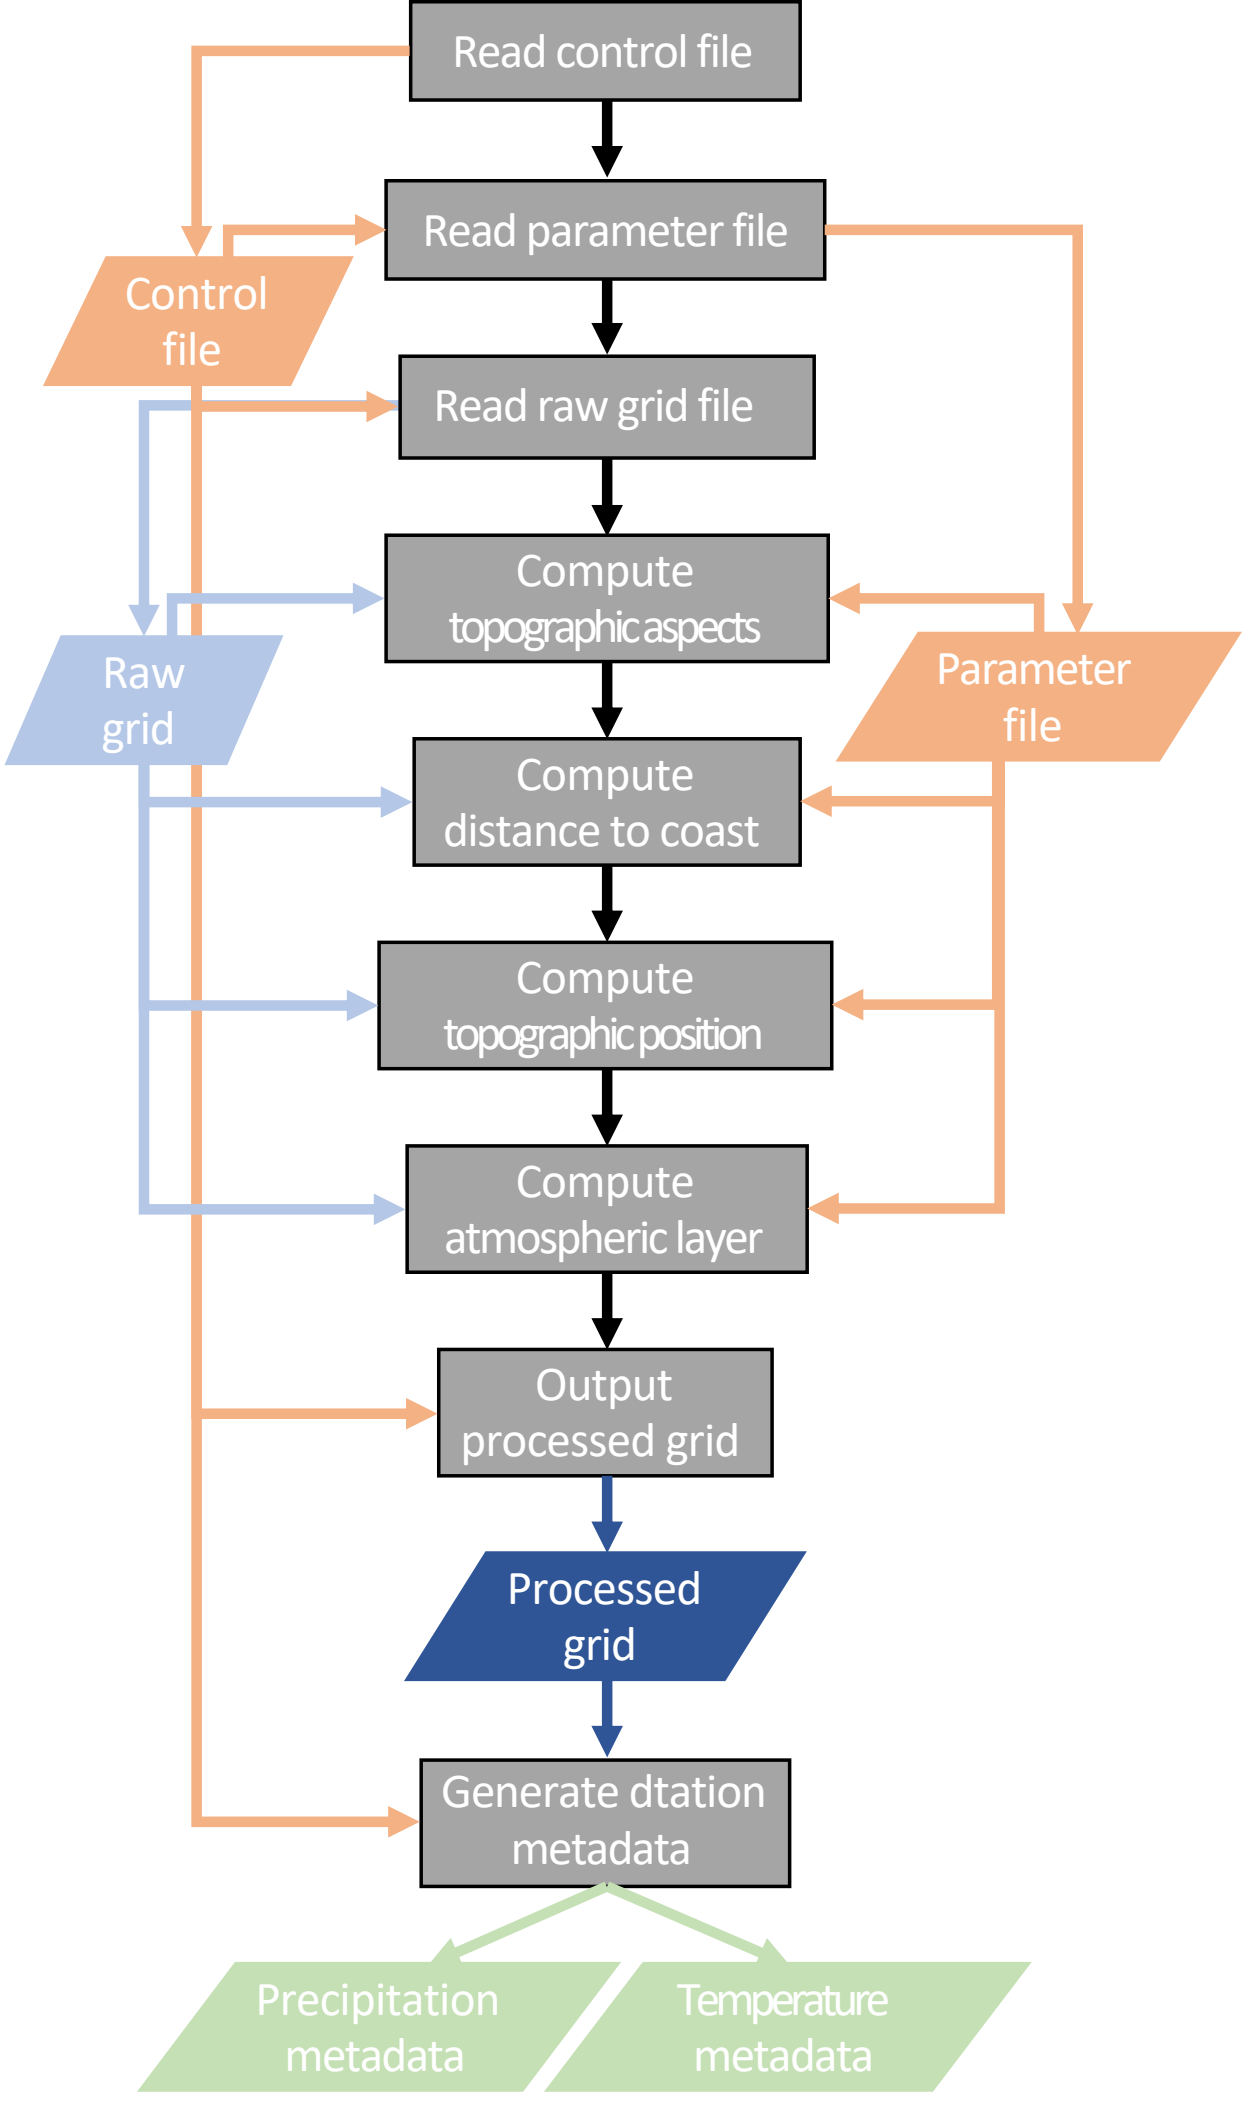 Read control file
Read parameter file
Control
file
Read raw grid file
Compute
topographic aspects
Raw
grid
Parameter
file
Compute
distance to coast
Compute
topographic position
Compute
atmospheric layer
Output
processed grid
Processed
grid
Generate dtation
metadata
Precipitation
metadata
Temperature
metadata